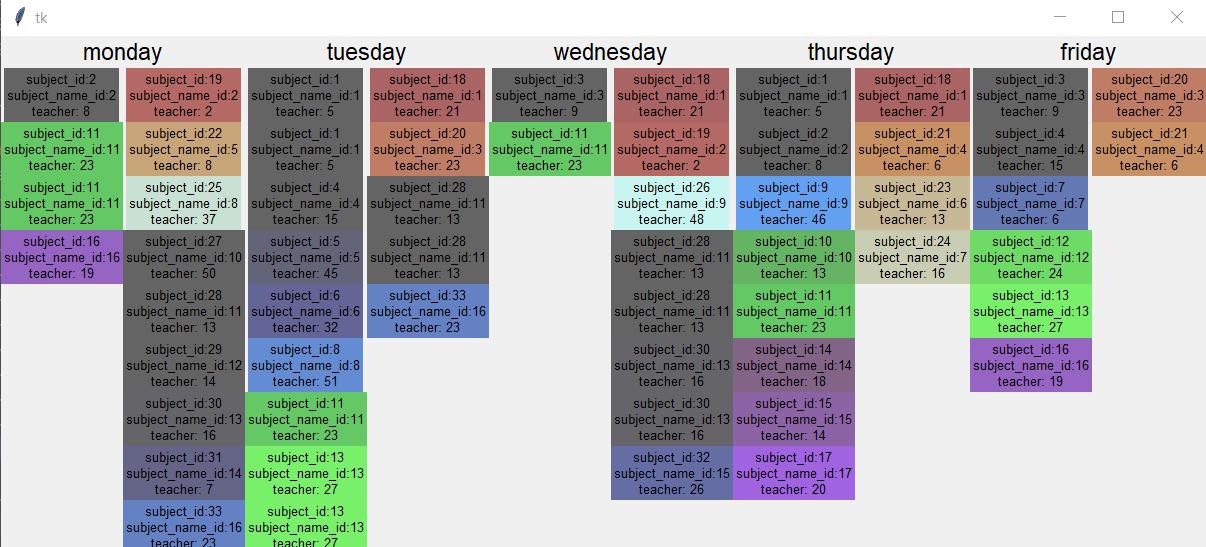 tk
monday
tuesday
wednesday
thursday
friday
subject_id:2
subject_name_id:2
teacher: 8
subject_id:11
subject_name_id:11
teacher: 23
subject_id:11
subject_name_id:11
teacher: 23
subject_id:16
subject_name_id:16
teacher: 19
subject_id:19
subject_name_id:2
teacher: 2
subject_id:22
subject_name_id:5
teacher: 8
subject_id:25
subject_name_id:8
teacher: 37
subject_id:27
subject_name_id:10
teacher: 50
subject_id:28
subject_name_id:11
teacher: 13
subject_id:29
subject_name_id:12
teacher: 14
subject_id:30
subject_name_id:13
teacher: 16
subject_id:31
subject_name_id:14
teacher: 7
subject_id:33
subject_name_id:16
teacher: 23
subject_id:1
subject_name_id:1
teacher: 5
subject_id:1
subject_name_id:1
teacher: 5
subject_id:4
subject_name_id:4
teacher: 15
subject_id:5
subject_name_id:5
teacher: 45
subject_id:6
subject_name_id:6
teacher: 32
subject_id:8
subject_name_id:8
teacher: 51
subject_id:11
subject_name_id:11
teacher: 23
subject_id:13
subject_name_id:13
teacher: 27
subject_id:13
subject_name_id:13
teacher: 27
subject_id:18
subject_name_id:1
teacher: 21
subject_id:20
subject_name_id:3
teacher: 23
subject_id:28
subject_name_id:11
teacher: 13
subject_id:28
subject_name_id:11
teacher: 13
subject_id:33
subject_name_id:16
teacher: 23
subject_id:3
subject_name_id:3
teacher: 9
subject_id:11
subject_name_id:11
teacher: 23
subject_id:18
subject_name_id:1
teacher: 21
subject_id:19
subject_name_id:2
teacher: 2
subject_id:26
subject_name_id:9
teacher: 48
subject_id:28
subject_name_id:11
teacher: 13
subject_id:28
subject_name_id:11
teacher: 13
subject_id:30
subject_name_id:13
teacher: 16
subject_id:30
subject_name_id:13
teacher: 16
subject_id:32
subject_name_id:15
teacher: 26
subject_id:1
subject_name_id:1
teacher: 5
subject_id:2
subject_name_id:2
teacher: 8
subject_id:9
subject_name_id:9
teacher: 46
subject_id:10
subject_name_id:10
teacher: 13
subject_id:11
subject_name_id:11
teacher: 23
subject_id:14
subject_name_id:14
teacher: 18
subject_id:15
subject_name_id:15
teacher: 14
subject_id:17
subject_name_id:17
teacher: 20
subject_id:18
subject_name_id:1
teacher: 21
subject_id:21
subject_name_id:4
teacher: 6
subject_id:23
subject_name_id:6
teacher: 13
subject_id:24
subject_name_id:7
teacher: 16
subject_id:3
subject_name_id:3
teacher: 9
subject_id:4
subject_name_id:4
teacher: 15
subject_id:7
subject_name_id:7
teacher: 6
subject_id:12
subject_name_id:12
teacher: 24
subject_id:13
subject_name_id:13
teacher: 27
subject_id:16
subject_name_id:16
teacher: 19
subject_id:20
subject_name_id:3
teacher: 23
subject_id:21
subject_name_id:4
teacher: 6